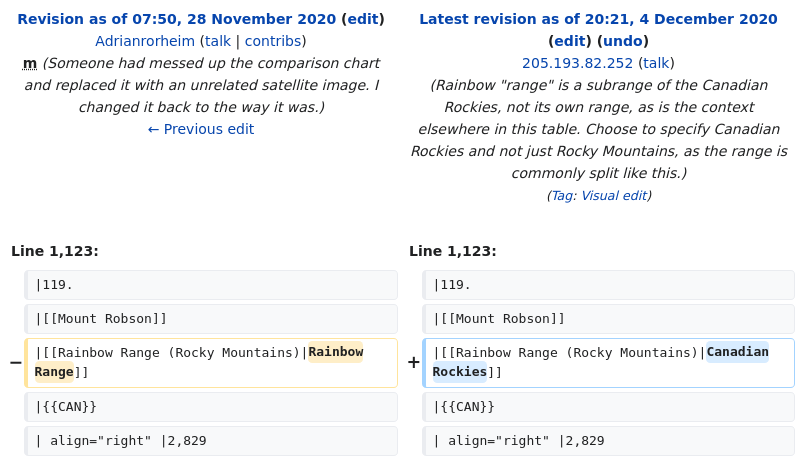 Revision as of 07:50, 28 November 2020 (edit)
Adrianrorheim (talk | contribs)
m (Someone had messed up the comparison chart
and replaced it with an unrelated satellite image. I
changed it back to the way it was.)
← Previous edit
Latest revision as of 20:21, 4 December 2020
(edit) (undo)
205.193.82.252 (talk)
(Rainbow "range" is a subrange of the Canadian
Rockies, not its own range, as is the context
elsewhere in this table. Choose to specify Canadian
Rockies and not just Rocky Mountains, as the range is
commonly split like this.)
(Tag: Visual edit)
Line 1,123:
|119.
|[[Mount Robson]]
− |[[Rainbow Range (Rocky Mountains)|Rainbow
Range]]
|{{CAN}}
| align="right" |2,829
Line 1,123:
|119.
|[[Mount Robson]]
+ |[[Rainbow Range (Rocky Mountains)|Canadian
Rockies]]
|{{CAN}}
| align="right" |2,829